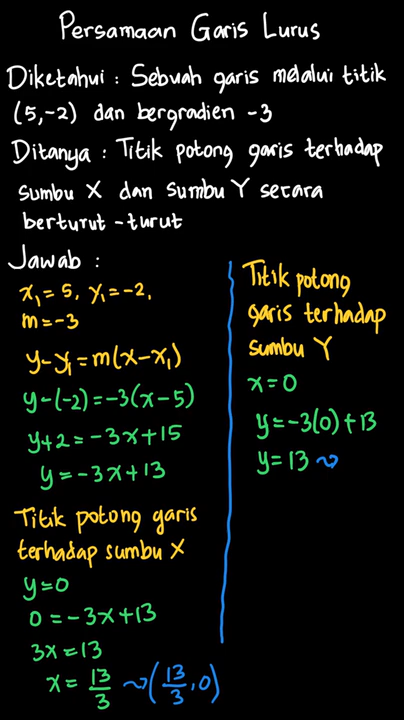 Persamaan Garis Lurus
Diketahui : Sebuah garis melalui titik
(5,-2) dan bergradien -3
Ditanya : Titik potong garis terhadap
sumbu X dan sumbu Y secara
berturut-turut
Jawab :
x₁ = 5, y₁ = -2,
m = -3
y-y₁ = m(x-x₁)
y-(-2) = -3(x-5)
y+2 = -3x+15
y = -3x+13
Titik potong garis
terhadap sumbu X
y=0
0 = -3x+13
3x = 13
x = 13/3 ~> (13/3, 0)
Titik potong
garis terhadap
sumbu Y
x = 0
y = -3(0) + 13
y = 13 ~>